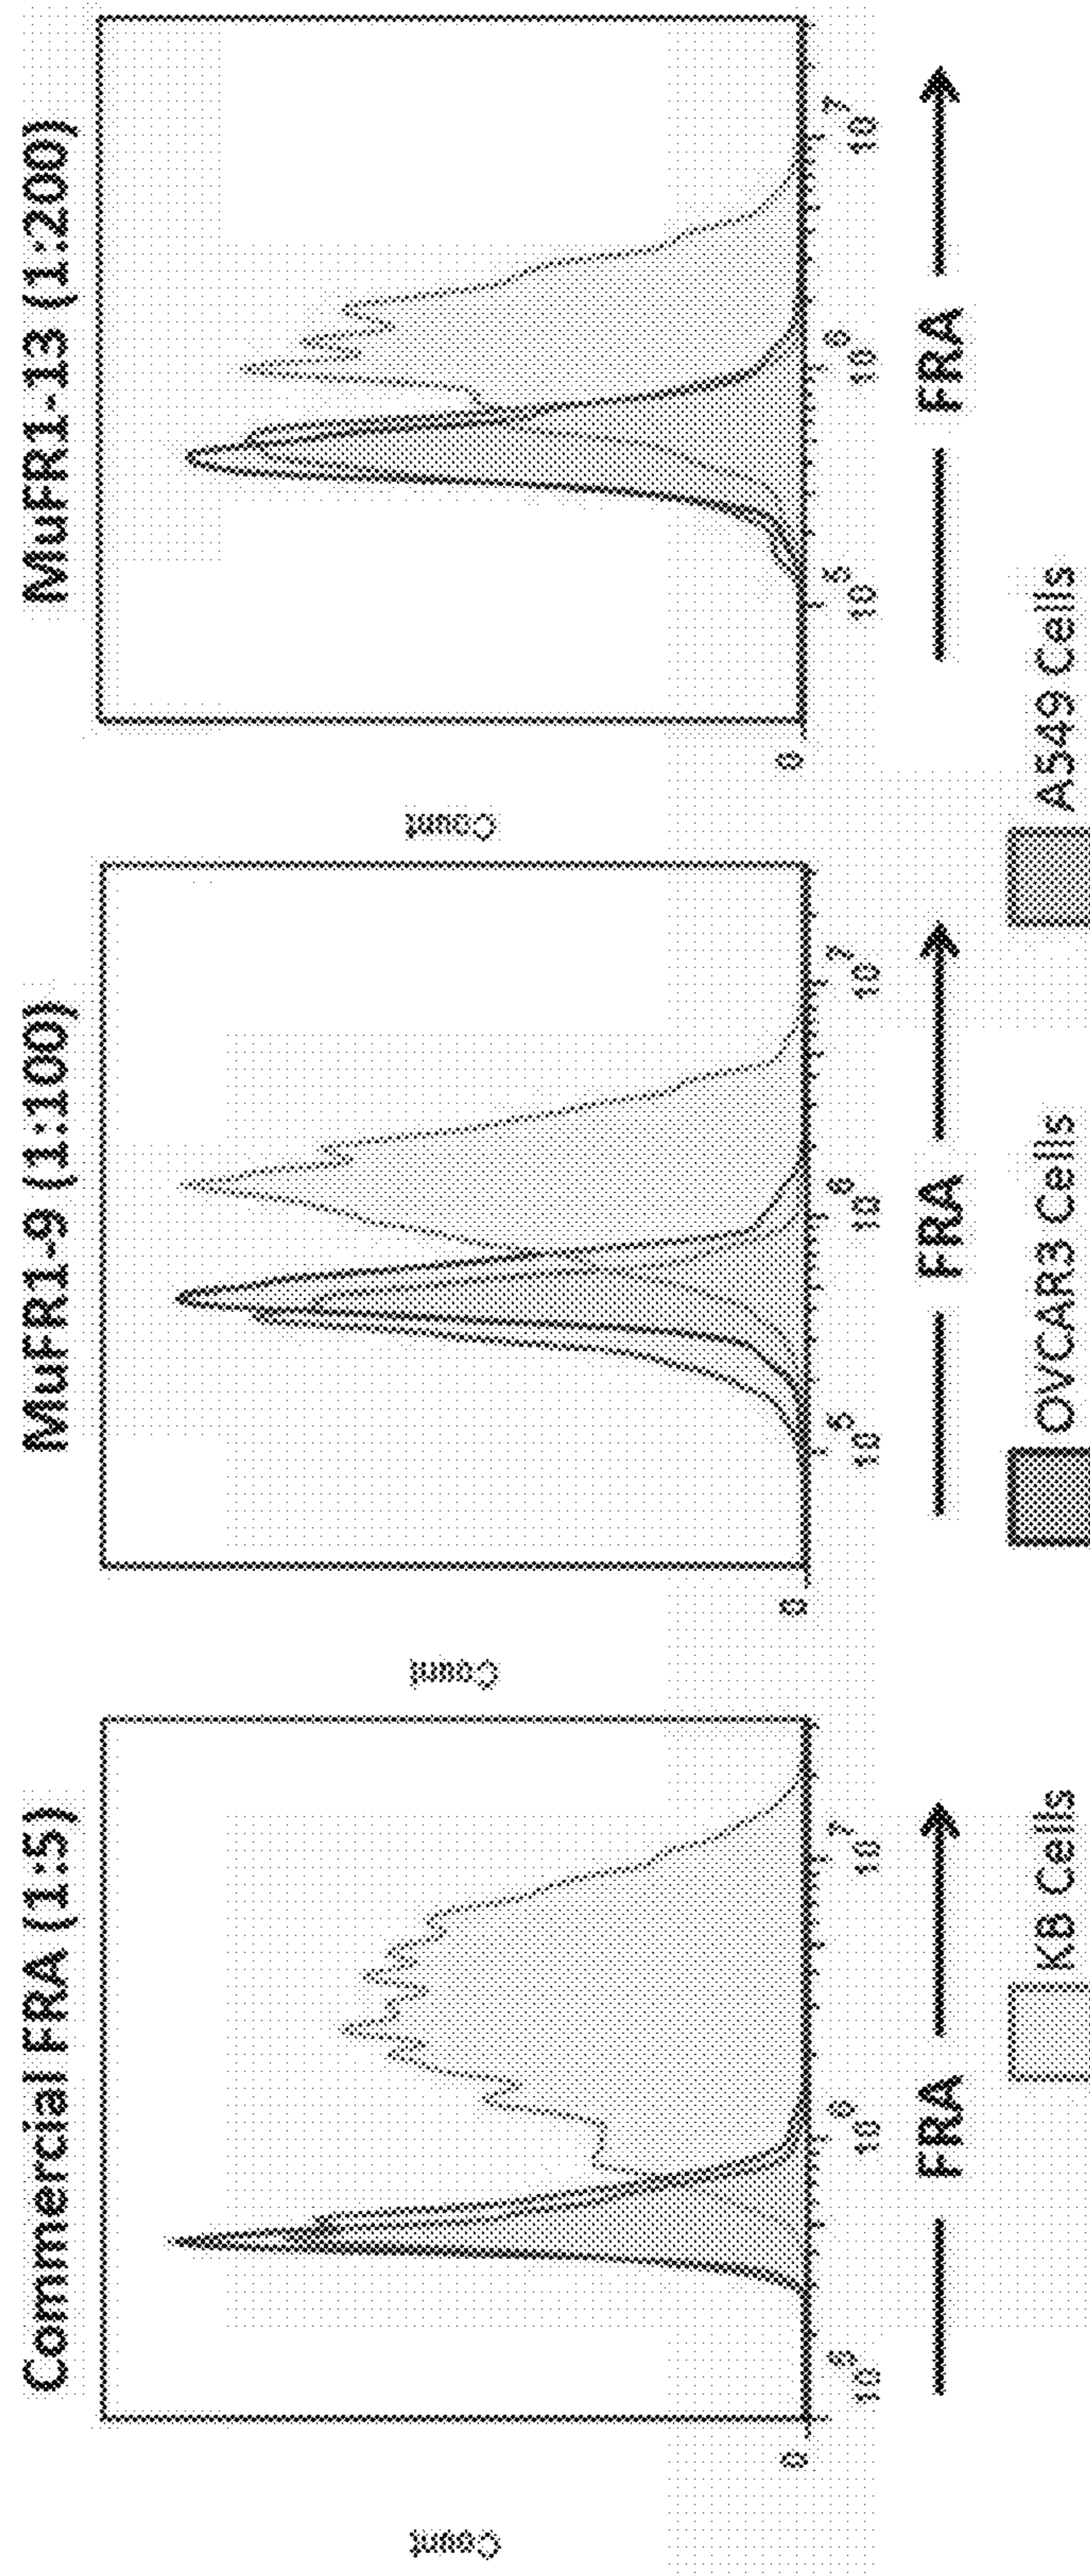 Commercial FRA (1:5)
MuFR1-9 (1:100)
MuFR1-13 (1:200)
Count
Count
Count
0
0
0
10 6
10 7
10 5
10 6
10 7
10 5
10 6
10 7
FRA
FRA
FRA
KB Cells
OVCAR3 Cells
A549 Cells